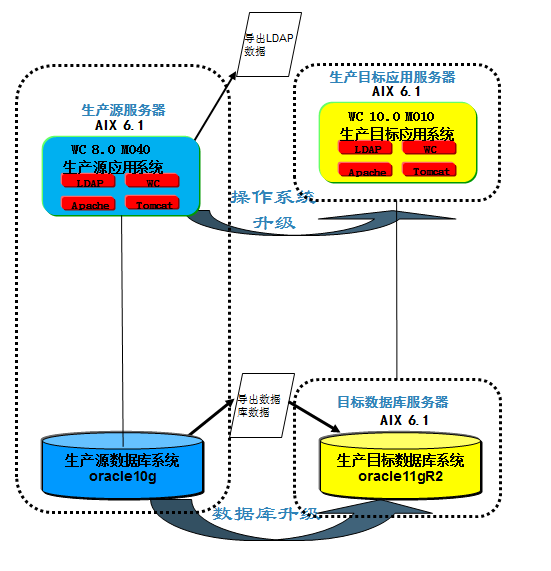 导出LDAP
数据
生产源服务器
AIX 6.1
WC 8.0 M040
生产源应用系统
LDAP
WC
Apache
Tomcat
生产目标应用服务器
AIX 6.1
WC 10.0 M010
生产目标应用系统
LDAP
WC
Apache
Tomcat
操作系统
升级
导出数据
库数据
目标数据库服务器
AIX 6.1
生产源数据库系统
oracle10g
生产目标数据库系统
oracle11gR2
数据库升级